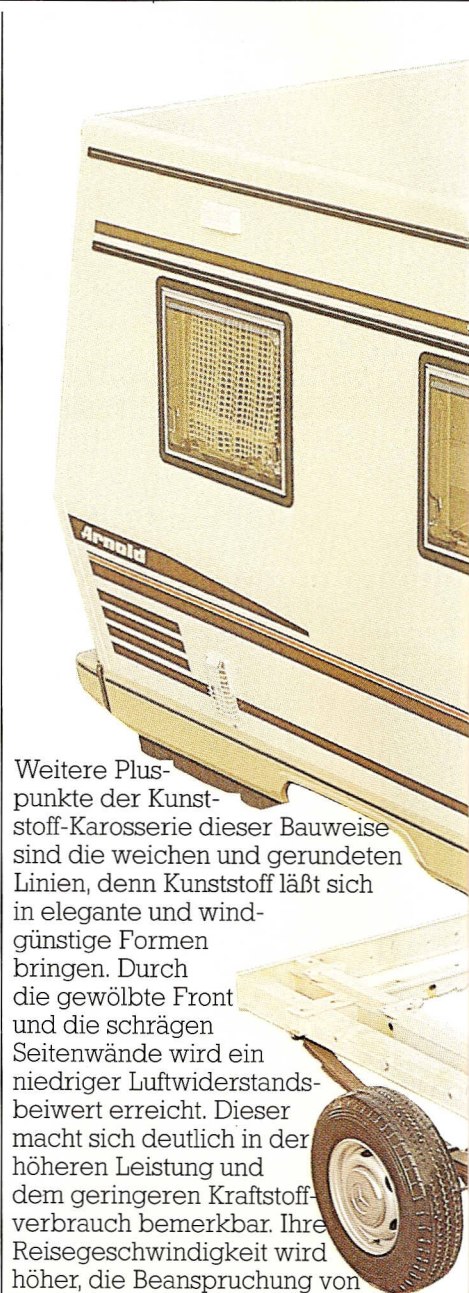 Arnold
Weitere Plus-
punkte der Kunst-
stoff-Karosserie dieser Bauweise
sind die weichen und gerundeten
Linien, denn Kunststoff läßt sich
in elegante und wind-
günstige Formen
bringen. Durch
die gewölbte Front
und die schrägen
Seitenwände wird ein
niedriger Luftwiderstands-
beiwert erreicht. Dieser
macht sich deutlich in der
höheren Leistung und
dem geringeren Kraftstoff-
verbrauch bemerkbar. Ihre
Reisegeschwindigkeit wird
höher, die Beanspruchung von